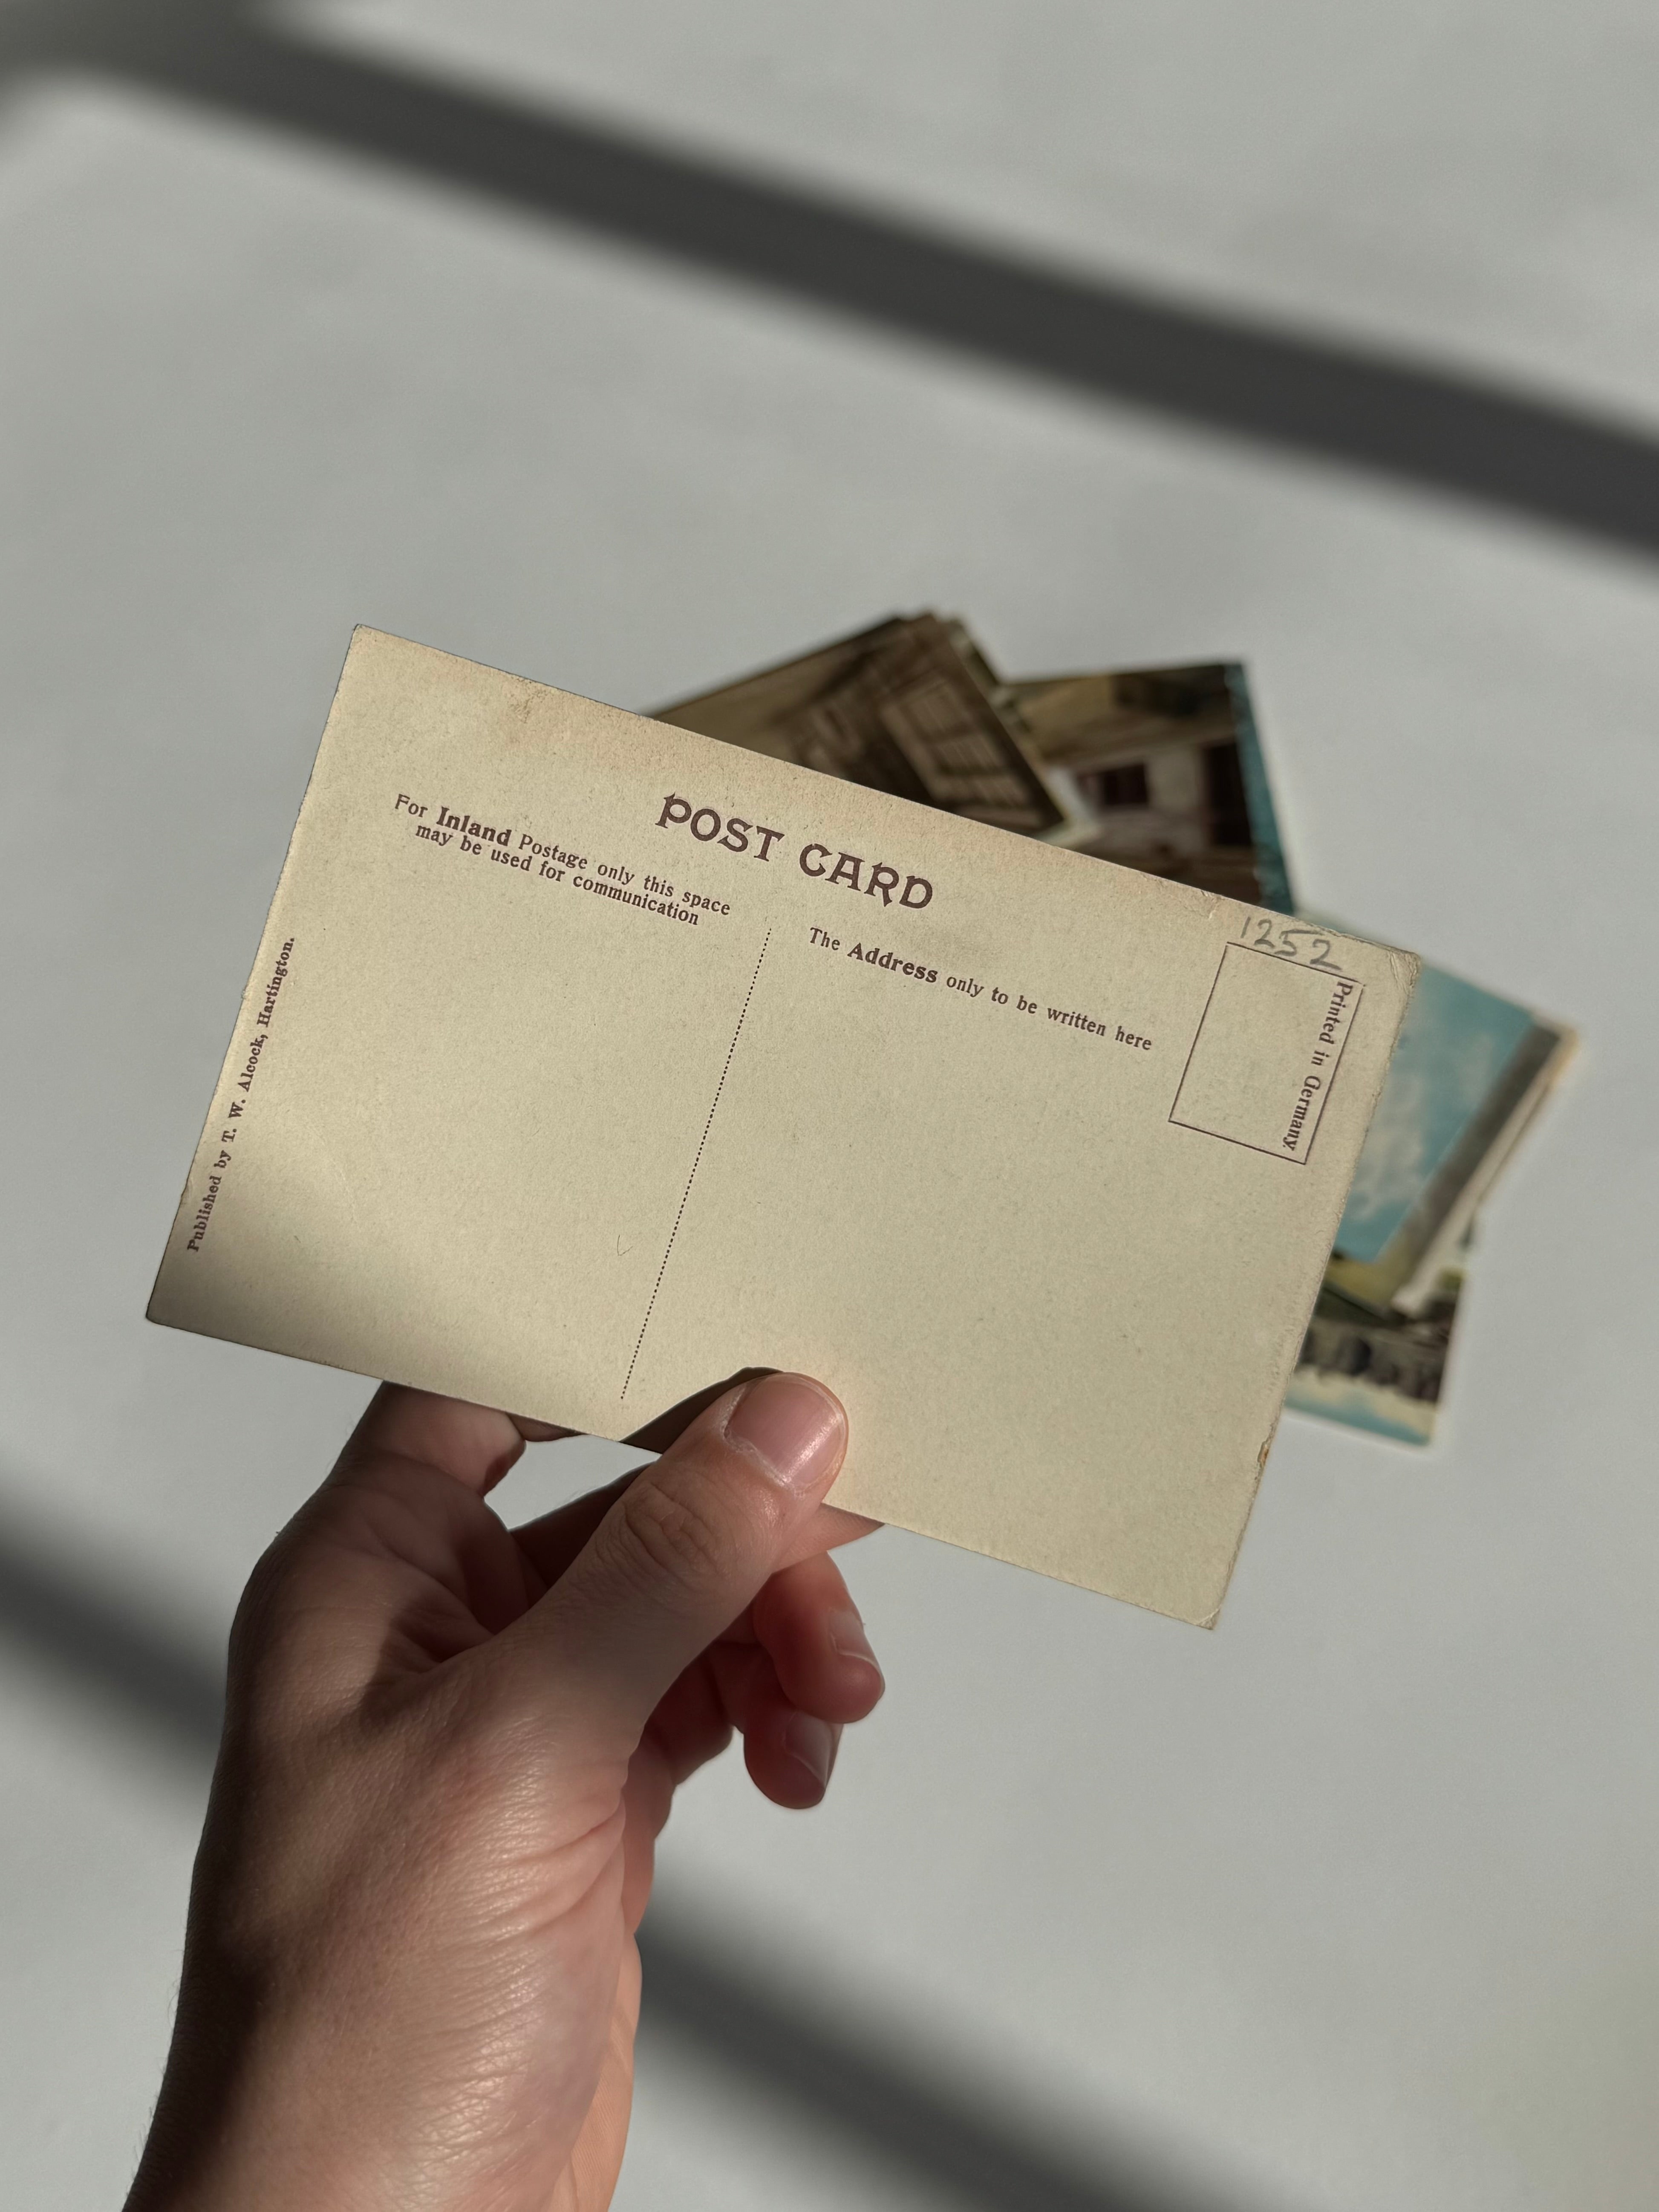 POST CARD
For Inland Postage only this space
may be used for communication
The Address only to be written here
1252
Printed in Germany.
Published by T. W. Alcock, Hartington.